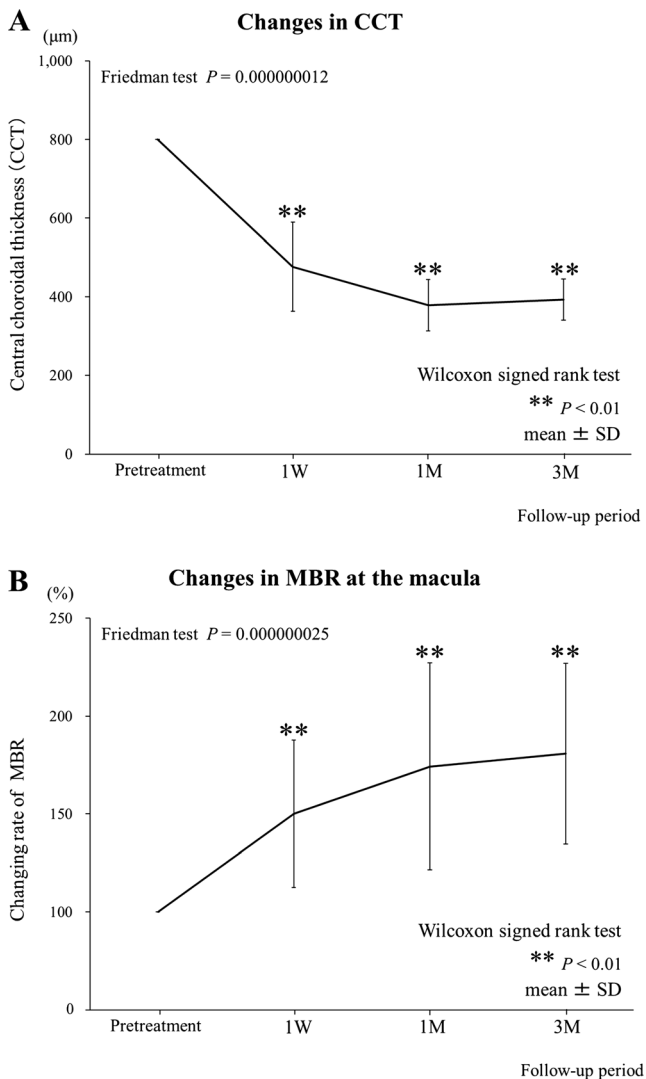 A
Changes in CCT
(μm)
1,000
Friedman test P = 0.000000012
800
**
600
**
**
400
Wilcoxon signed rank test
200
** P < 0.01
mean ± SD
0
Central choroidal thickness (CCT)
Pretreatment 1W 1M 3M
Follow-up period
B
Changes in MBR at the macula
(%)
250
Friedman test P = 0.000000025
**
**
200
**
150
100
Wilcoxon signed rank test
** P < 0.01
mean ± SD
0
Changing rate of MBR
Pretreatment 1W 1M 3M
Follow-up period